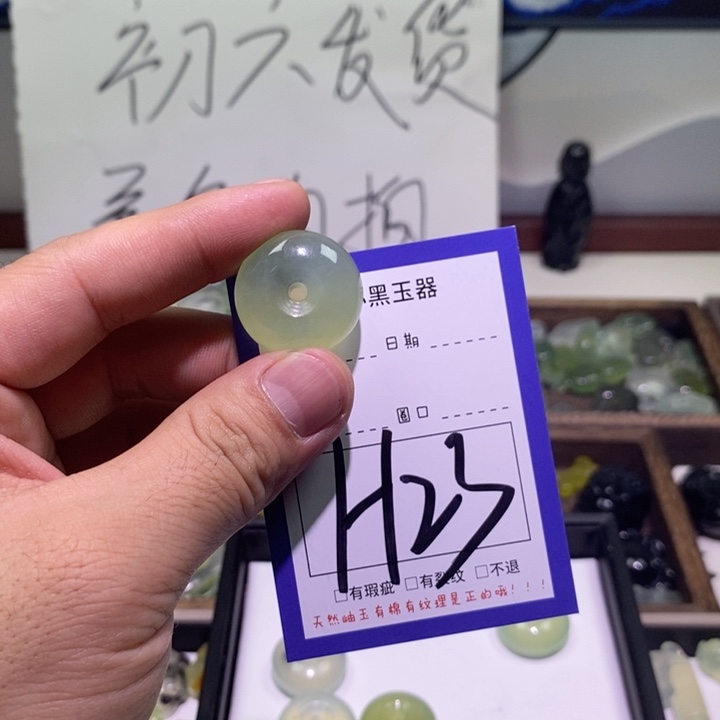 初六发货
黑玉器
日期
圈口
H23
□有瑕疵 □有裂纹 □不退
天然岫玉有棉有纹理是正的哦！！！